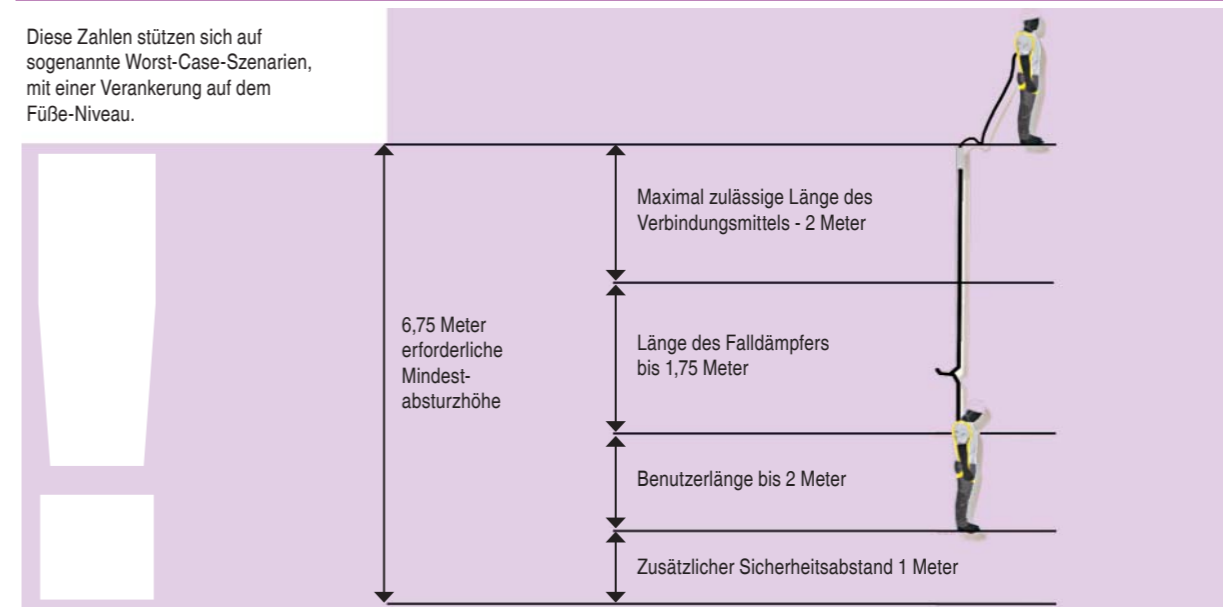 Diese Zahlen stützen sich auf
sogenannte Worst-Case-Szenarien,
mit einer Verankerung auf dem
Füße-Niveau.
Maximal zulässige Länge des
Verbindungsmittels - 2 Meter
6,75 Meter
erforderliche
Mindest-
absturzhöhe
Länge des Falldämpfers
bis 1,75 Meter
Benutzerlänge bis 2 Meter
Zusätzlicher Sicherheitsabstand 1 Meter